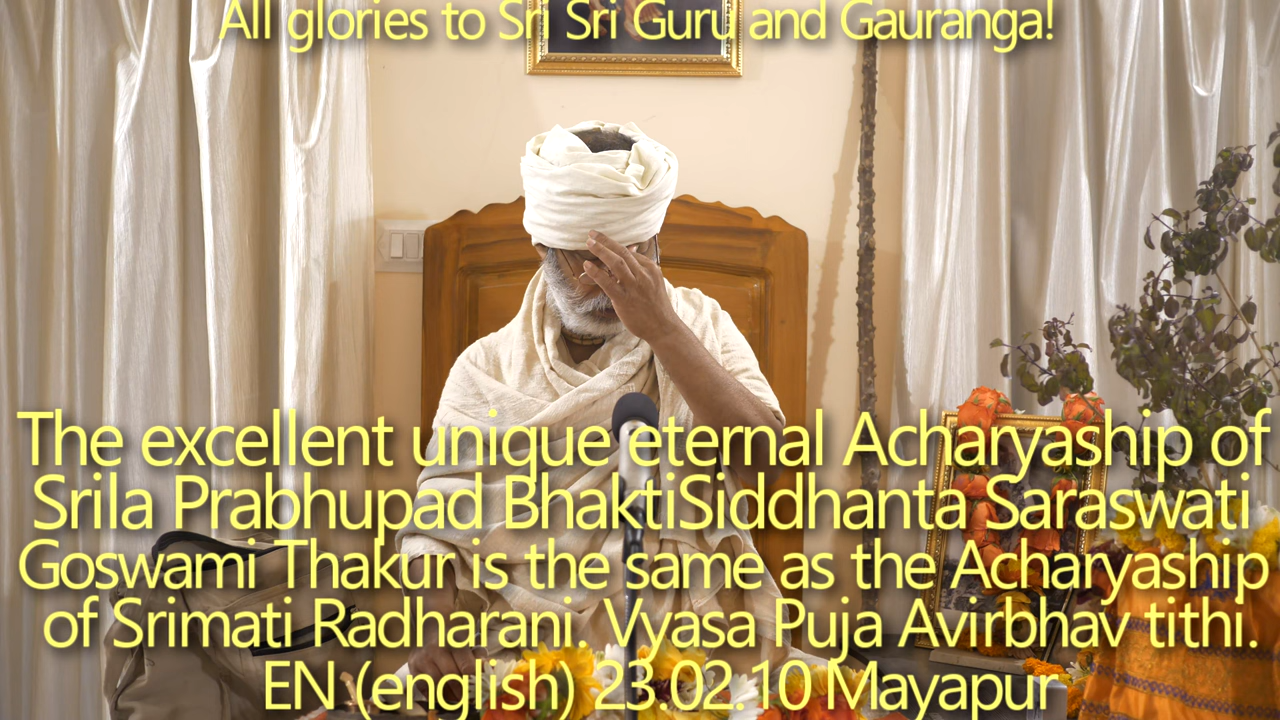 All glories to Sri Sri Guru and Gauranga!
The excellent unique eternal Acharyaship of
Srila Prabhupad BhaktiSiddhanta Saraswati
Goswami Thakur is the same as the Acharyaship
of Srimati Radharani. Vyasa Puja Avirbhav tithi.
EN (english) 23.02.10 Mayapur